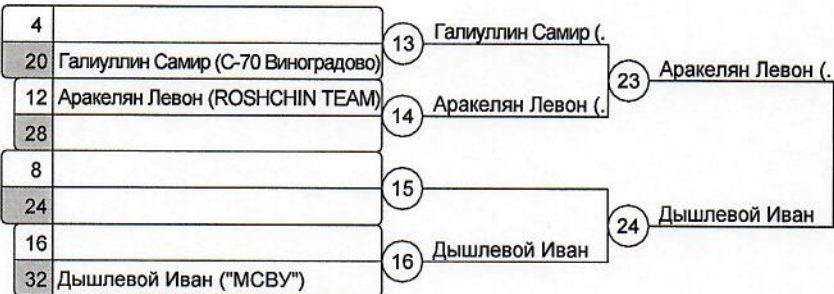 4
20 Галиуллин Самир (С-70 Виноградово)
13 Галиуллин Самир (.
12 Аракелян Левон (ROSHCHIN TEAM)
28
14 Аракелян Левон (.
23 Аракелян Левон (.
8
24
15
16
32 Дышлевой Иван ("МСВУ")
16 Дышлевой Иван
24 Дышлевой Иван